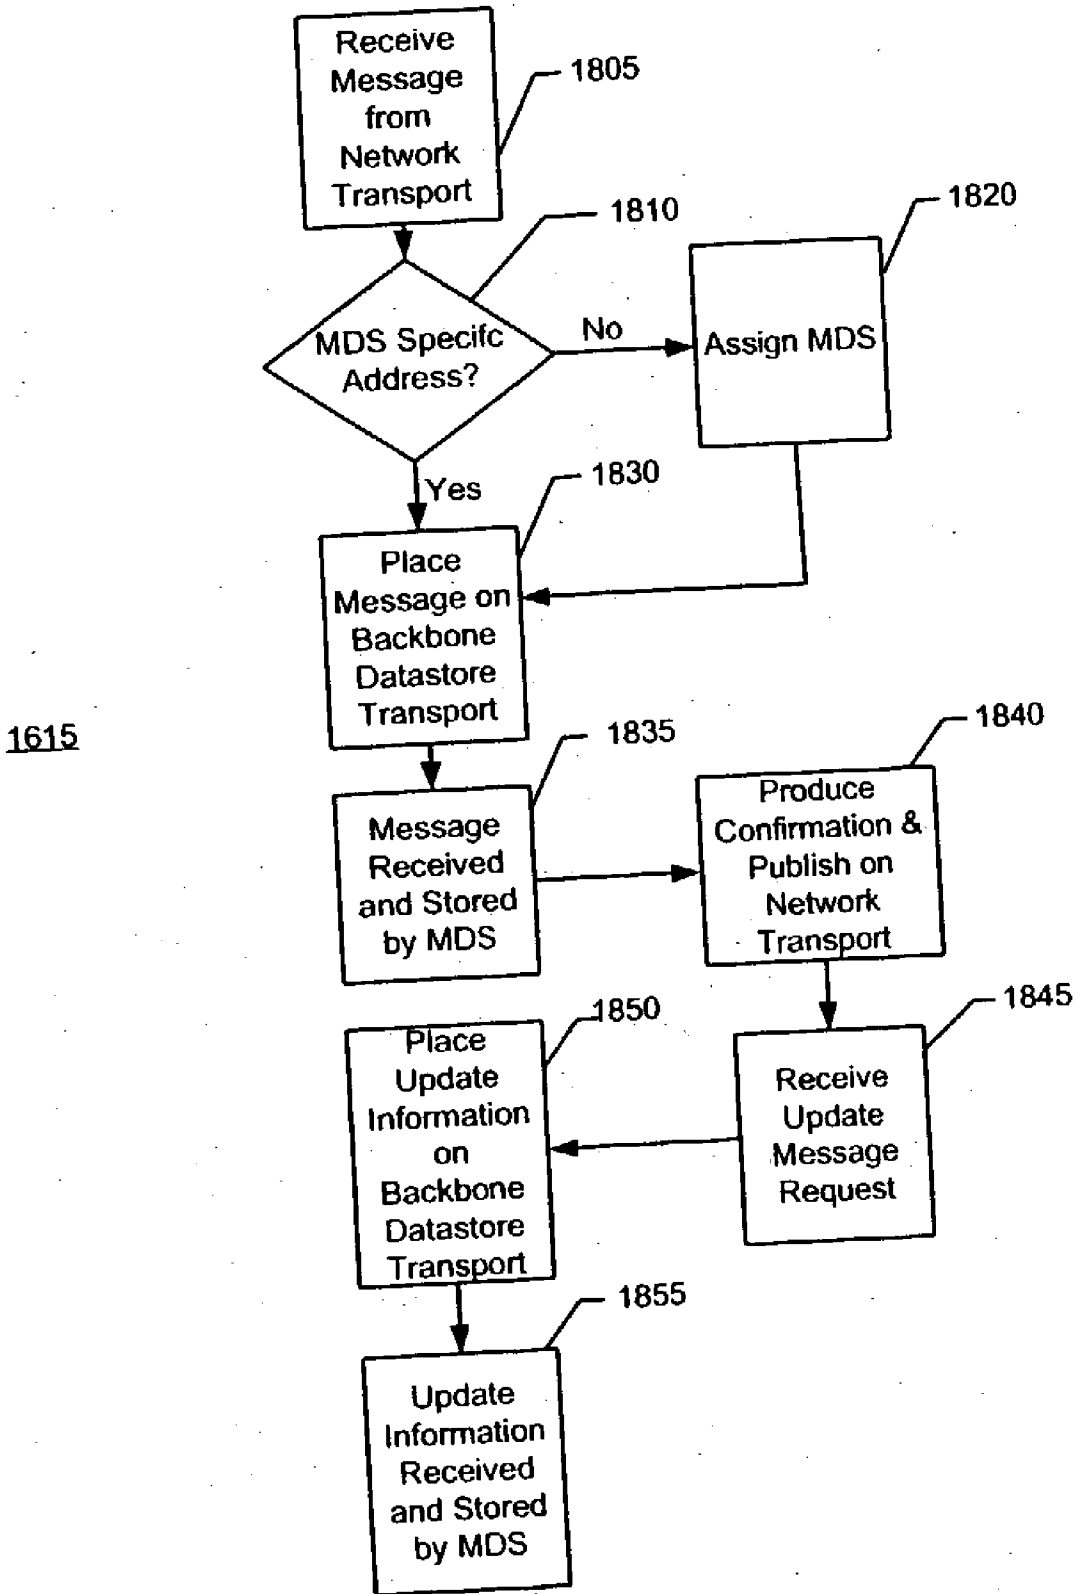 Receive
Message
from
Network
Transport
1805
1810
MDS Specifc
Address?
No
1820
Assign MDS
Yes
1830
Place
Message on
Backbone
Datastore
Transport
1615
1835
Message
Received
and Stored
by MDS
1840
Produce
Confirmation &
Publish on
Network
Transport
1845
Receive
Update
Message
Request
1850
Place
Update
Information
on
Backbone
Datastore
Transport
1855
Update
Information
Received
and Stored
by MDS